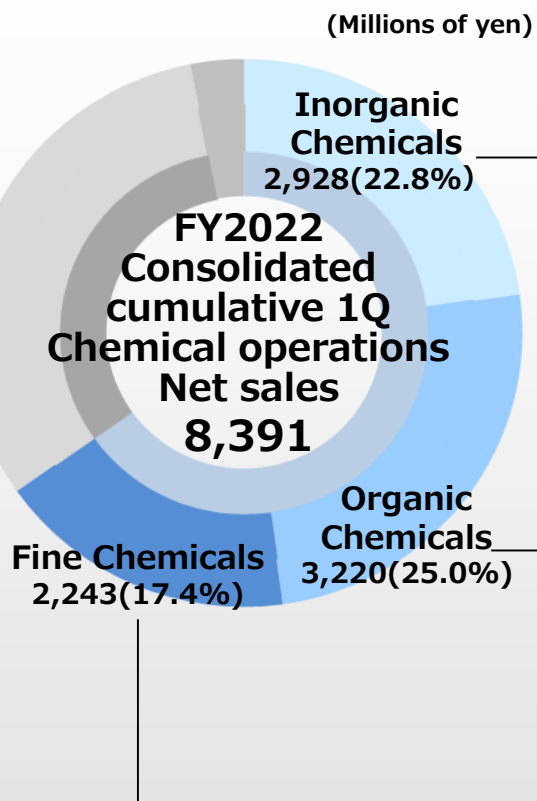 (Millions of yen)
Inorganic
Chemicals
2,928(22.8%)
FY2022
Consolidated
cumulative 1Q
Chemical operations
Net sales
8,391
Organic
Chemicals
3,220(25.0%)
Fine Chemicals
2,243(17.4%)